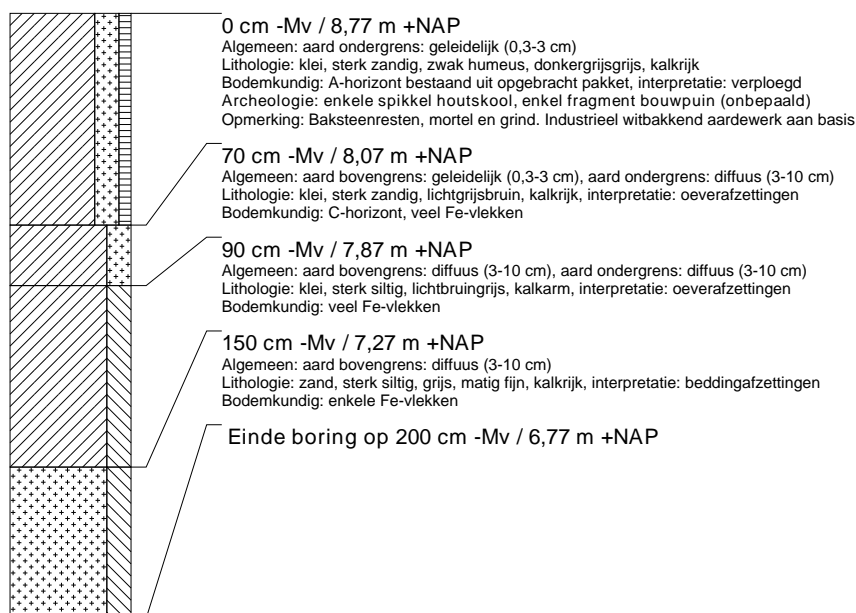 0 cm -Mv / 8,77 m +NAP
Algemeen: aard ondergrens: geleidelijk (0,3-3 cm)
Lithologie: klei, sterk zandig, zwak humeus, donkergrijsgrijs, kalkrijk
Bodemkundig: A-horizont bestaand uit opgebracht pakket, interpretatie: verploegd
Archeologie: enkele spikkel houtskool, enkel fragment bouwpuin (onbepaald)
Opmerking: Baksteenresten, mortel en grind. Industrieel witbakkend aardewerk aan basis
70 cm -Mv / 8,07 m +NAP
Algemeen: aard bovengrens: geleidelijk (0,3-3 cm), aard ondergrens: diffuus (3-10 cm)
Lithologie: klei, sterk zandig, lichtgrijsbruin, kalkrijk, interpretatie: oeverafzettingen
Bodemkundig: C-horizont, veel Fe-vlekken
90 cm -Mv / 7,87 m +NAP
Algemeen: aard bovengrens: diffuus (3-10 cm), aard ondergrens: diffuus (3-10 cm)
Lithologie: klei, sterk siltig, lichtbruingrijs, kalkarm, interpretatie: oeverafzettingen
Bodemkundig: veel Fe-vlekken
150 cm -Mv / 7,27 m +NAP
Algemeen: aard bovengrens: diffuus (3-10 cm)
Lithologie: zand, sterk siltig, grijs, matig fijn, kalkrijk, interpretatie: beddingafzettingen
Bodemkundig: enkele Fe-vlekken
Einde boring op 200 cm -Mv / 6,77 m +NAP